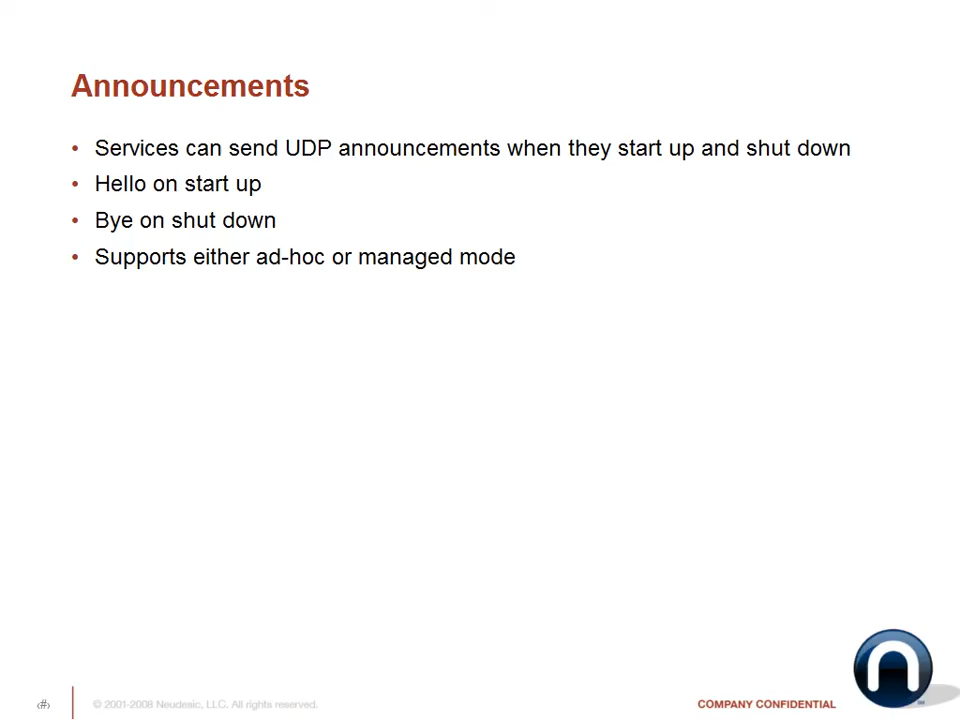 Announcements
• Services can send UDP announcements when they start up and shut down
• Hello on start up
• Bye on shut down
• Supports either ad-hoc or managed mode
‹#›
© 2001-2008 Neudesic, LLC. All rights reserved.
COMPANY CONFIDENTIAL
n
SM